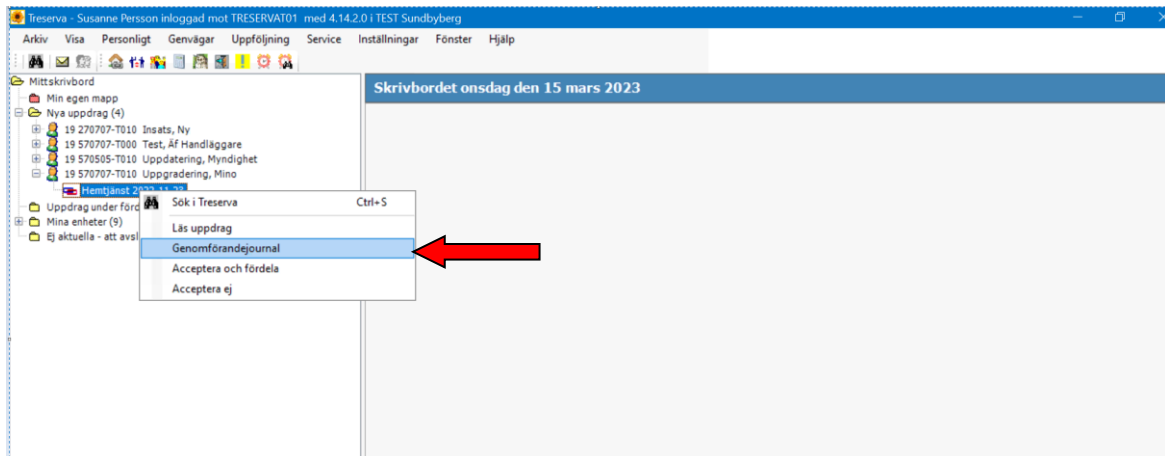 Treserva - Susanne Persson inloggad mot TRESERVAT01 med 4.14.2.0 i TEST Sundbyberg
Arkiv Visa Personligt Genvägar Uppföljning Service Inställningar Fönster Hjälp
Mittskrivbord
Min egen mapp
Nya uppdrag (4)
19 270707-T010 Insats, Ny
19 570707-T000 Test, Äf Handläggare
19 570505-T010 Uppdatering, Myndighet
19 570707-T010 Uppgradering, Mino
Hemtjänst 2022-11-23
Uppdrag under förd
Mina enheter (9)
Ej aktuella - att avsl
Skrivbordet onsdag den 15 mars 2023
Sök i Treserva Ctrl+S
Läs uppdrag
Genomförandejournal
Acceptera och fördela
Acceptera ej